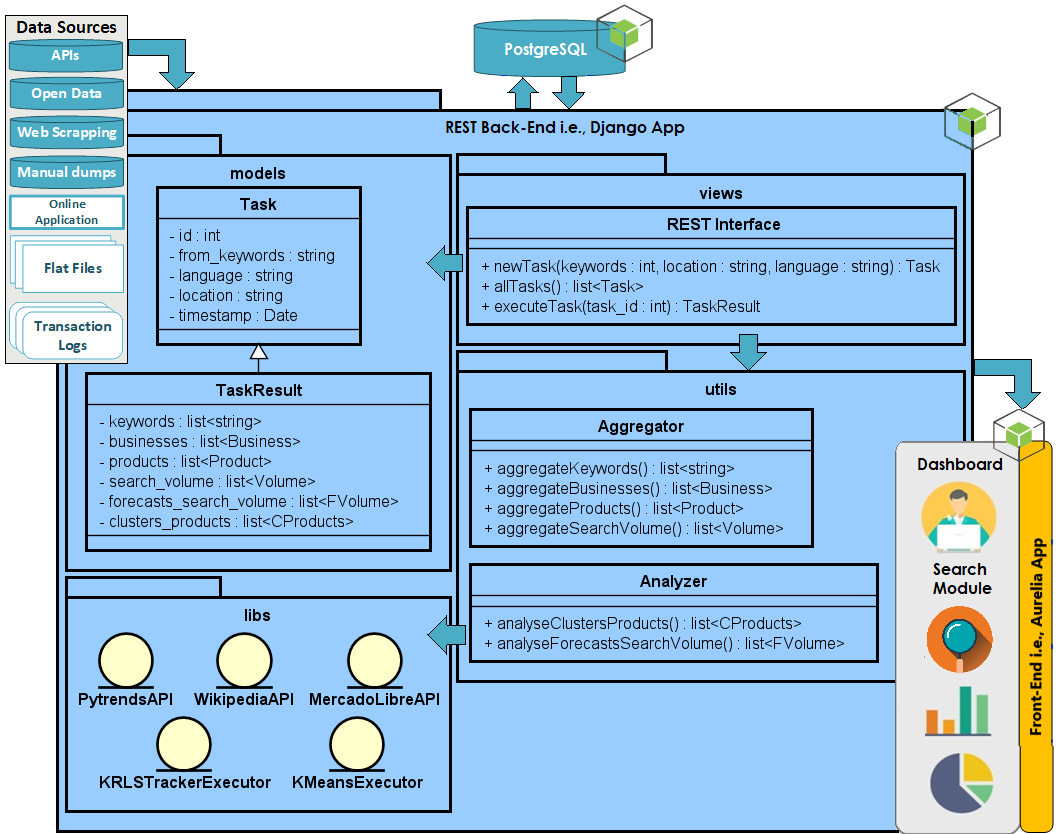 Data Sources
APIs
Open Data
Web Scrapping
Manual dumps
Online
Application
Flat Files
Transaction
Logs
PostgreSQL
REST Back-End i.e., Django App
models
Task
- id : int
- from_keywords : string
- language : string
- location : string
- timestamp : Date
TaskResult
- keywords : list<string>
- businesses : list<Business>
- products : list<Product>
- search_volume : list<Volume>
- forecasts_search_volume : list<FVolume>
- clusters_products : list<CProducts>
views
REST Interface
+ newTask(keywords : int, location : string, language : string) : Task
+ allTasks() : list<Task>
+ executeTask(task_id : int) : TaskResult
utils
Aggregator
+ aggregateKeywords() : list<string>
+ aggregateBusinesses() : list<Business>
+ aggregateProducts() : list<Product>
+ aggregateSearchVolume() : list<Volume>
Analyzer
+ analyseClustersProducts() : list<CProducts>
+ analyseForecastsSearchVolume() : list<FVolume>
libs
PytrendsAPI
WikipediaAPI
MercadoLibreAPI
KRLSTrackerExecutor
KMeansExecutor
Dashboard
Search
Module
Front-End i.e., Aurelia App